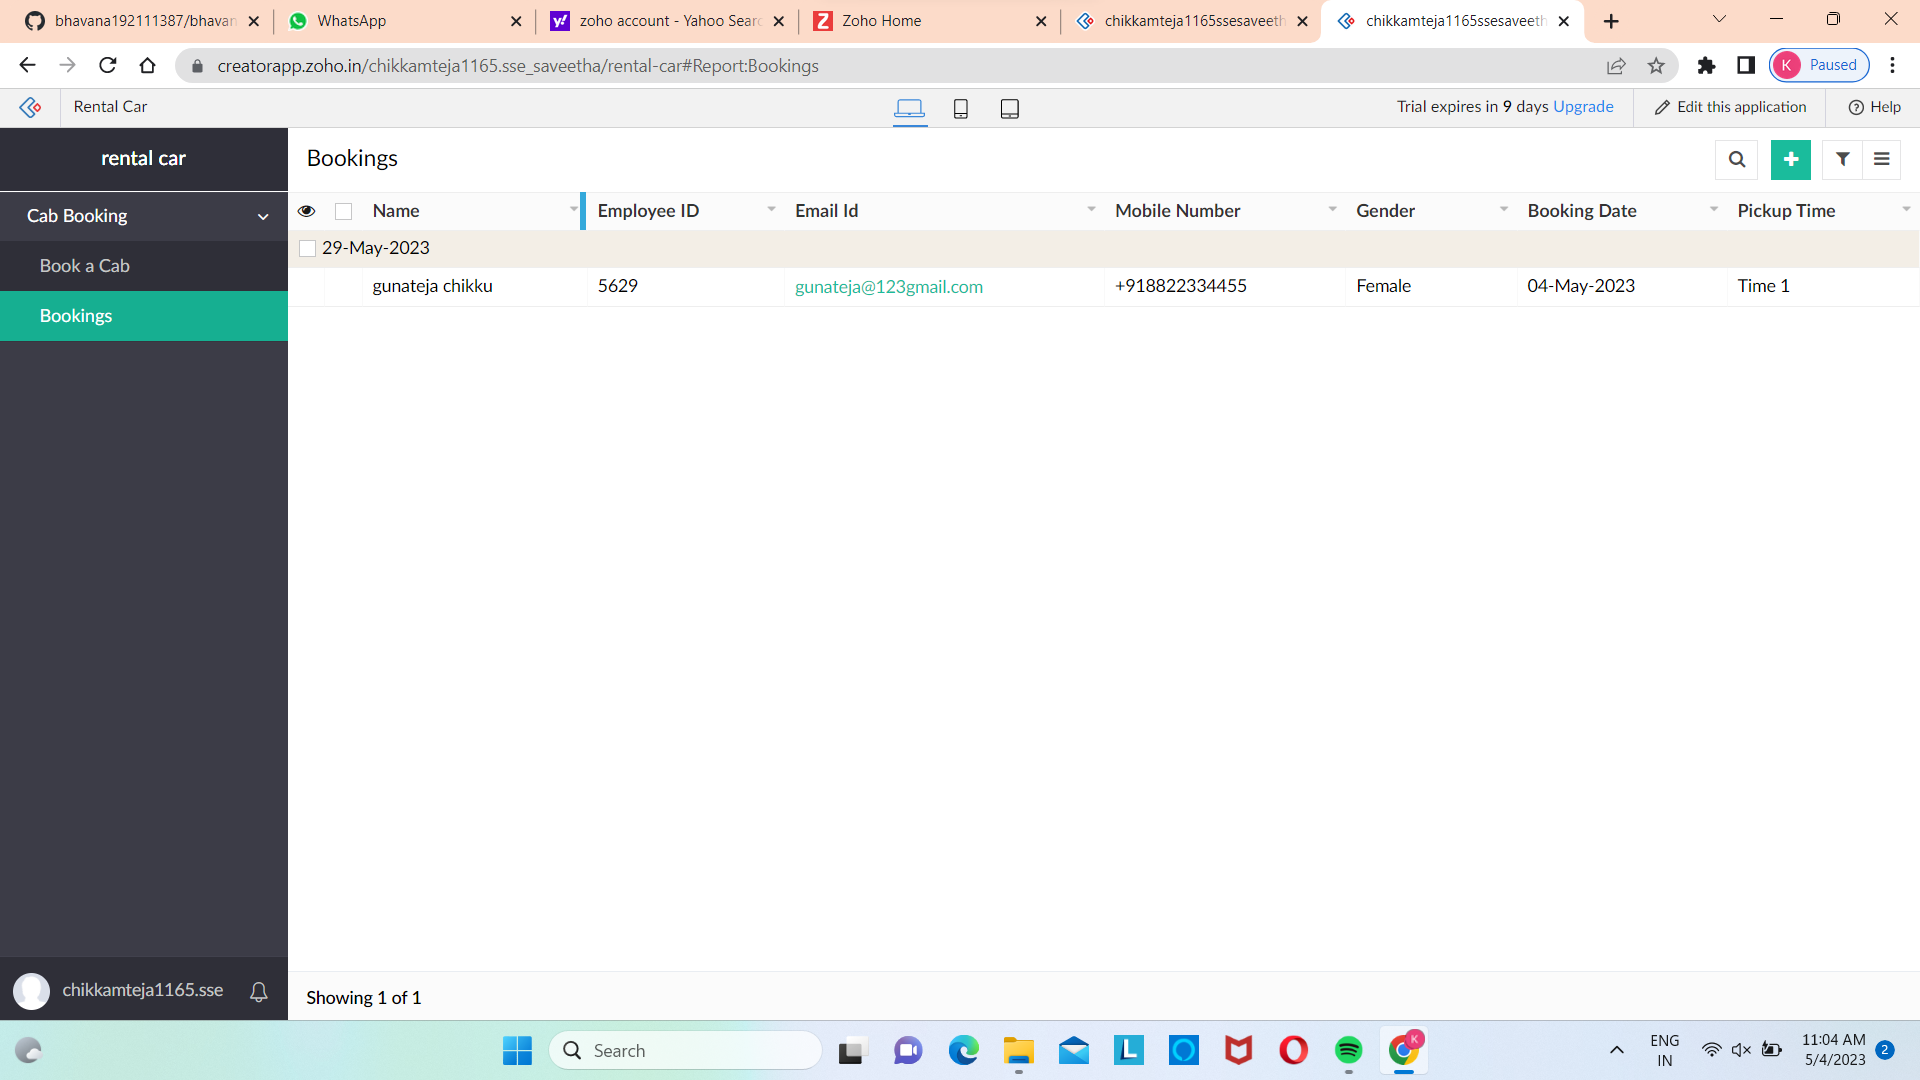 bhavana192111387/bhavan
WhatsApp
zoho account - Yahoo Searc
Zoho Home
chikkamteja1165ssesaveeth
chikkamteja1165ssesaveeth
creatorapp.zoho.in/chikkamteja1165.sse_saveetha/rental-car#Report:Bookings
K Paused
Rental Car
Trial expires in 9 days Upgrade
Edit this application
Help
rental car
Bookings
Cab Booking
Book a Cab
Bookings
Name Employee ID Email Id Mobile Number Gender Booking Date Pickup Time
29-May-2023
gunateja chikku 5629 gunateja@123gmail.com +918822334455 Female 04-May-2023 Time 1
chikkamteja1165.sse
Showing 1 of 1
Search
ENG
IN
11:04 AM
5/4/2023
2